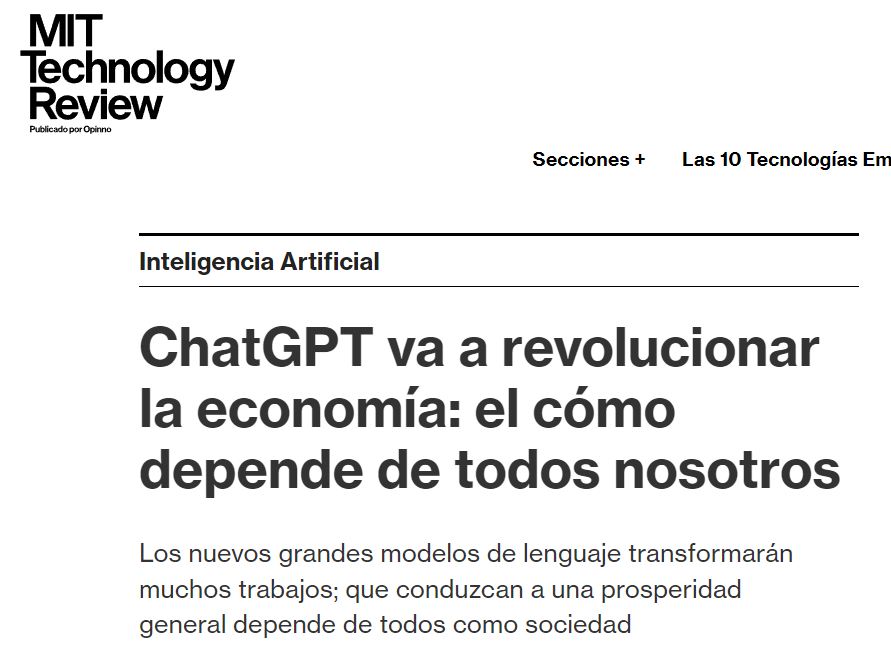 MIT
Technology
Review
Publicado por Opinno
Secciones + Las 10 Tecnologías Em
Inteligencia Artificial
ChatGPT va a revolucionar
la economía: el cómo
depende de todos nosotros
Los nuevos grandes modelos de lenguaje transformarán
muchos trabajos; que conduzcan a una prosperidad
general depende de todos como sociedad